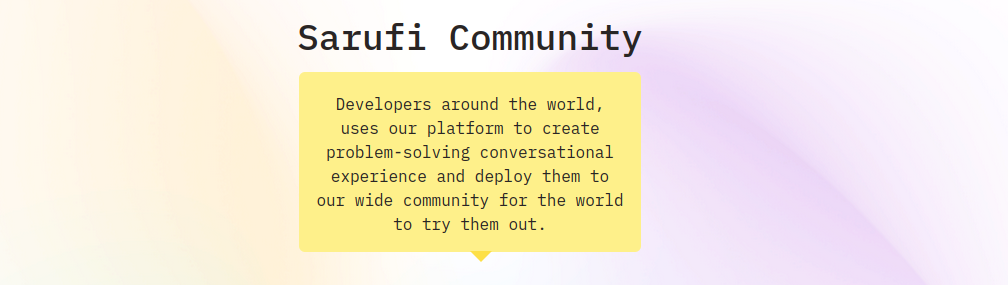 Sarufi Community
Developers around the world,
uses our platform to create
problem-solving conversational
experience and deploy them to
our wide community for the world
to try them out.